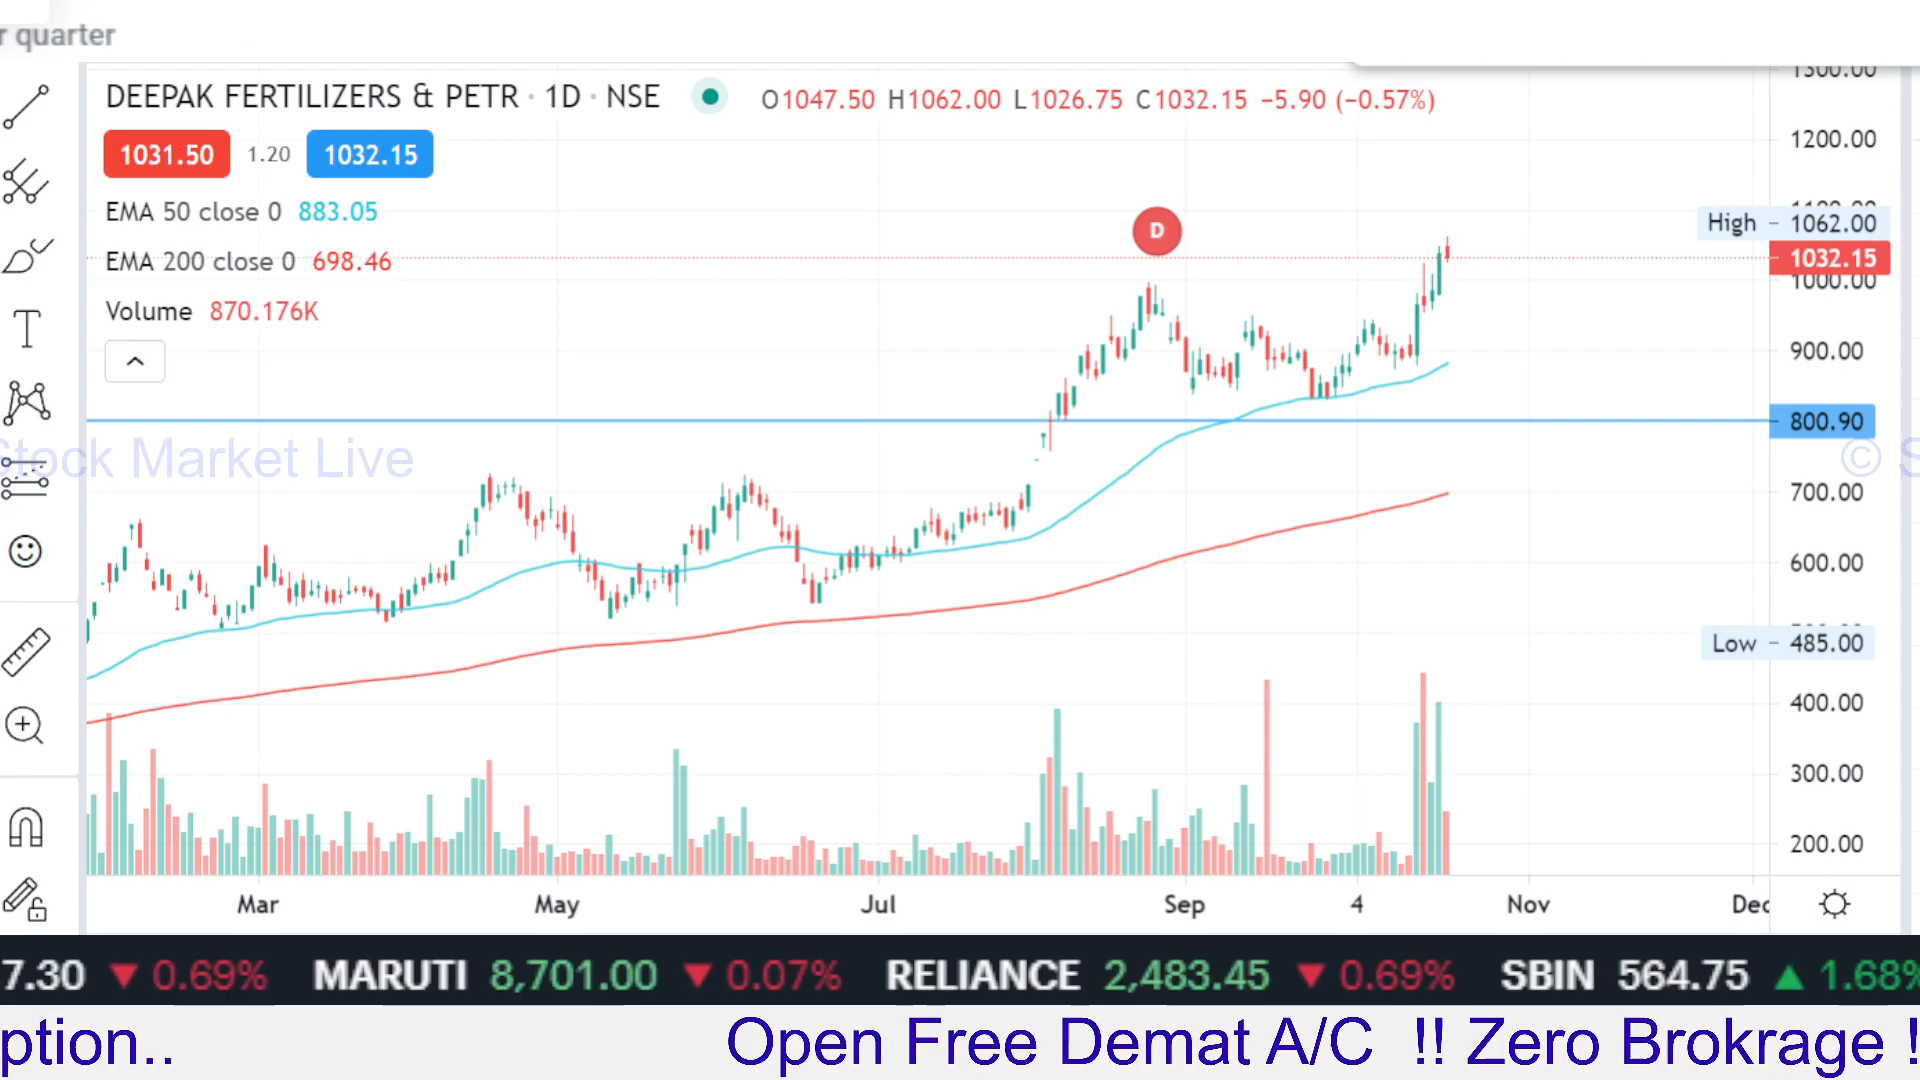 r quarter
DEEPAK FERTILIZERS & PETR · 1D · NSE O1047.50 H1062.00 L1026.75 C1032.15 −5.90 (−0.57%)
1031.50 1.20 1032.15
EMA 50 close 0 883.05
EMA 200 close 0 698.46
Volume 870.176K
D
1300.00
1200.00
High 1062.00
1032.15
1000.00
900.00
800.90
Stock Market Live © S
700.00
600.00
Low 485.00
400.00
300.00
200.00
Mar May Jul Sep 4 Nov Dec
7.30 ▼ 0.69% MARUTI 8,701.00 ▼ 0.07% RELIANCE 2,483.45 ▼ 0.69% SBIN 564.75 ▲ 1.68%
ption.. Open Free Demat A/C !! Zero Brokrage !